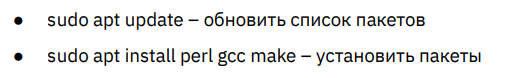 ● sudo apt update – обновить список пакетов
● sudo apt install perl gcc make – установить пакеты